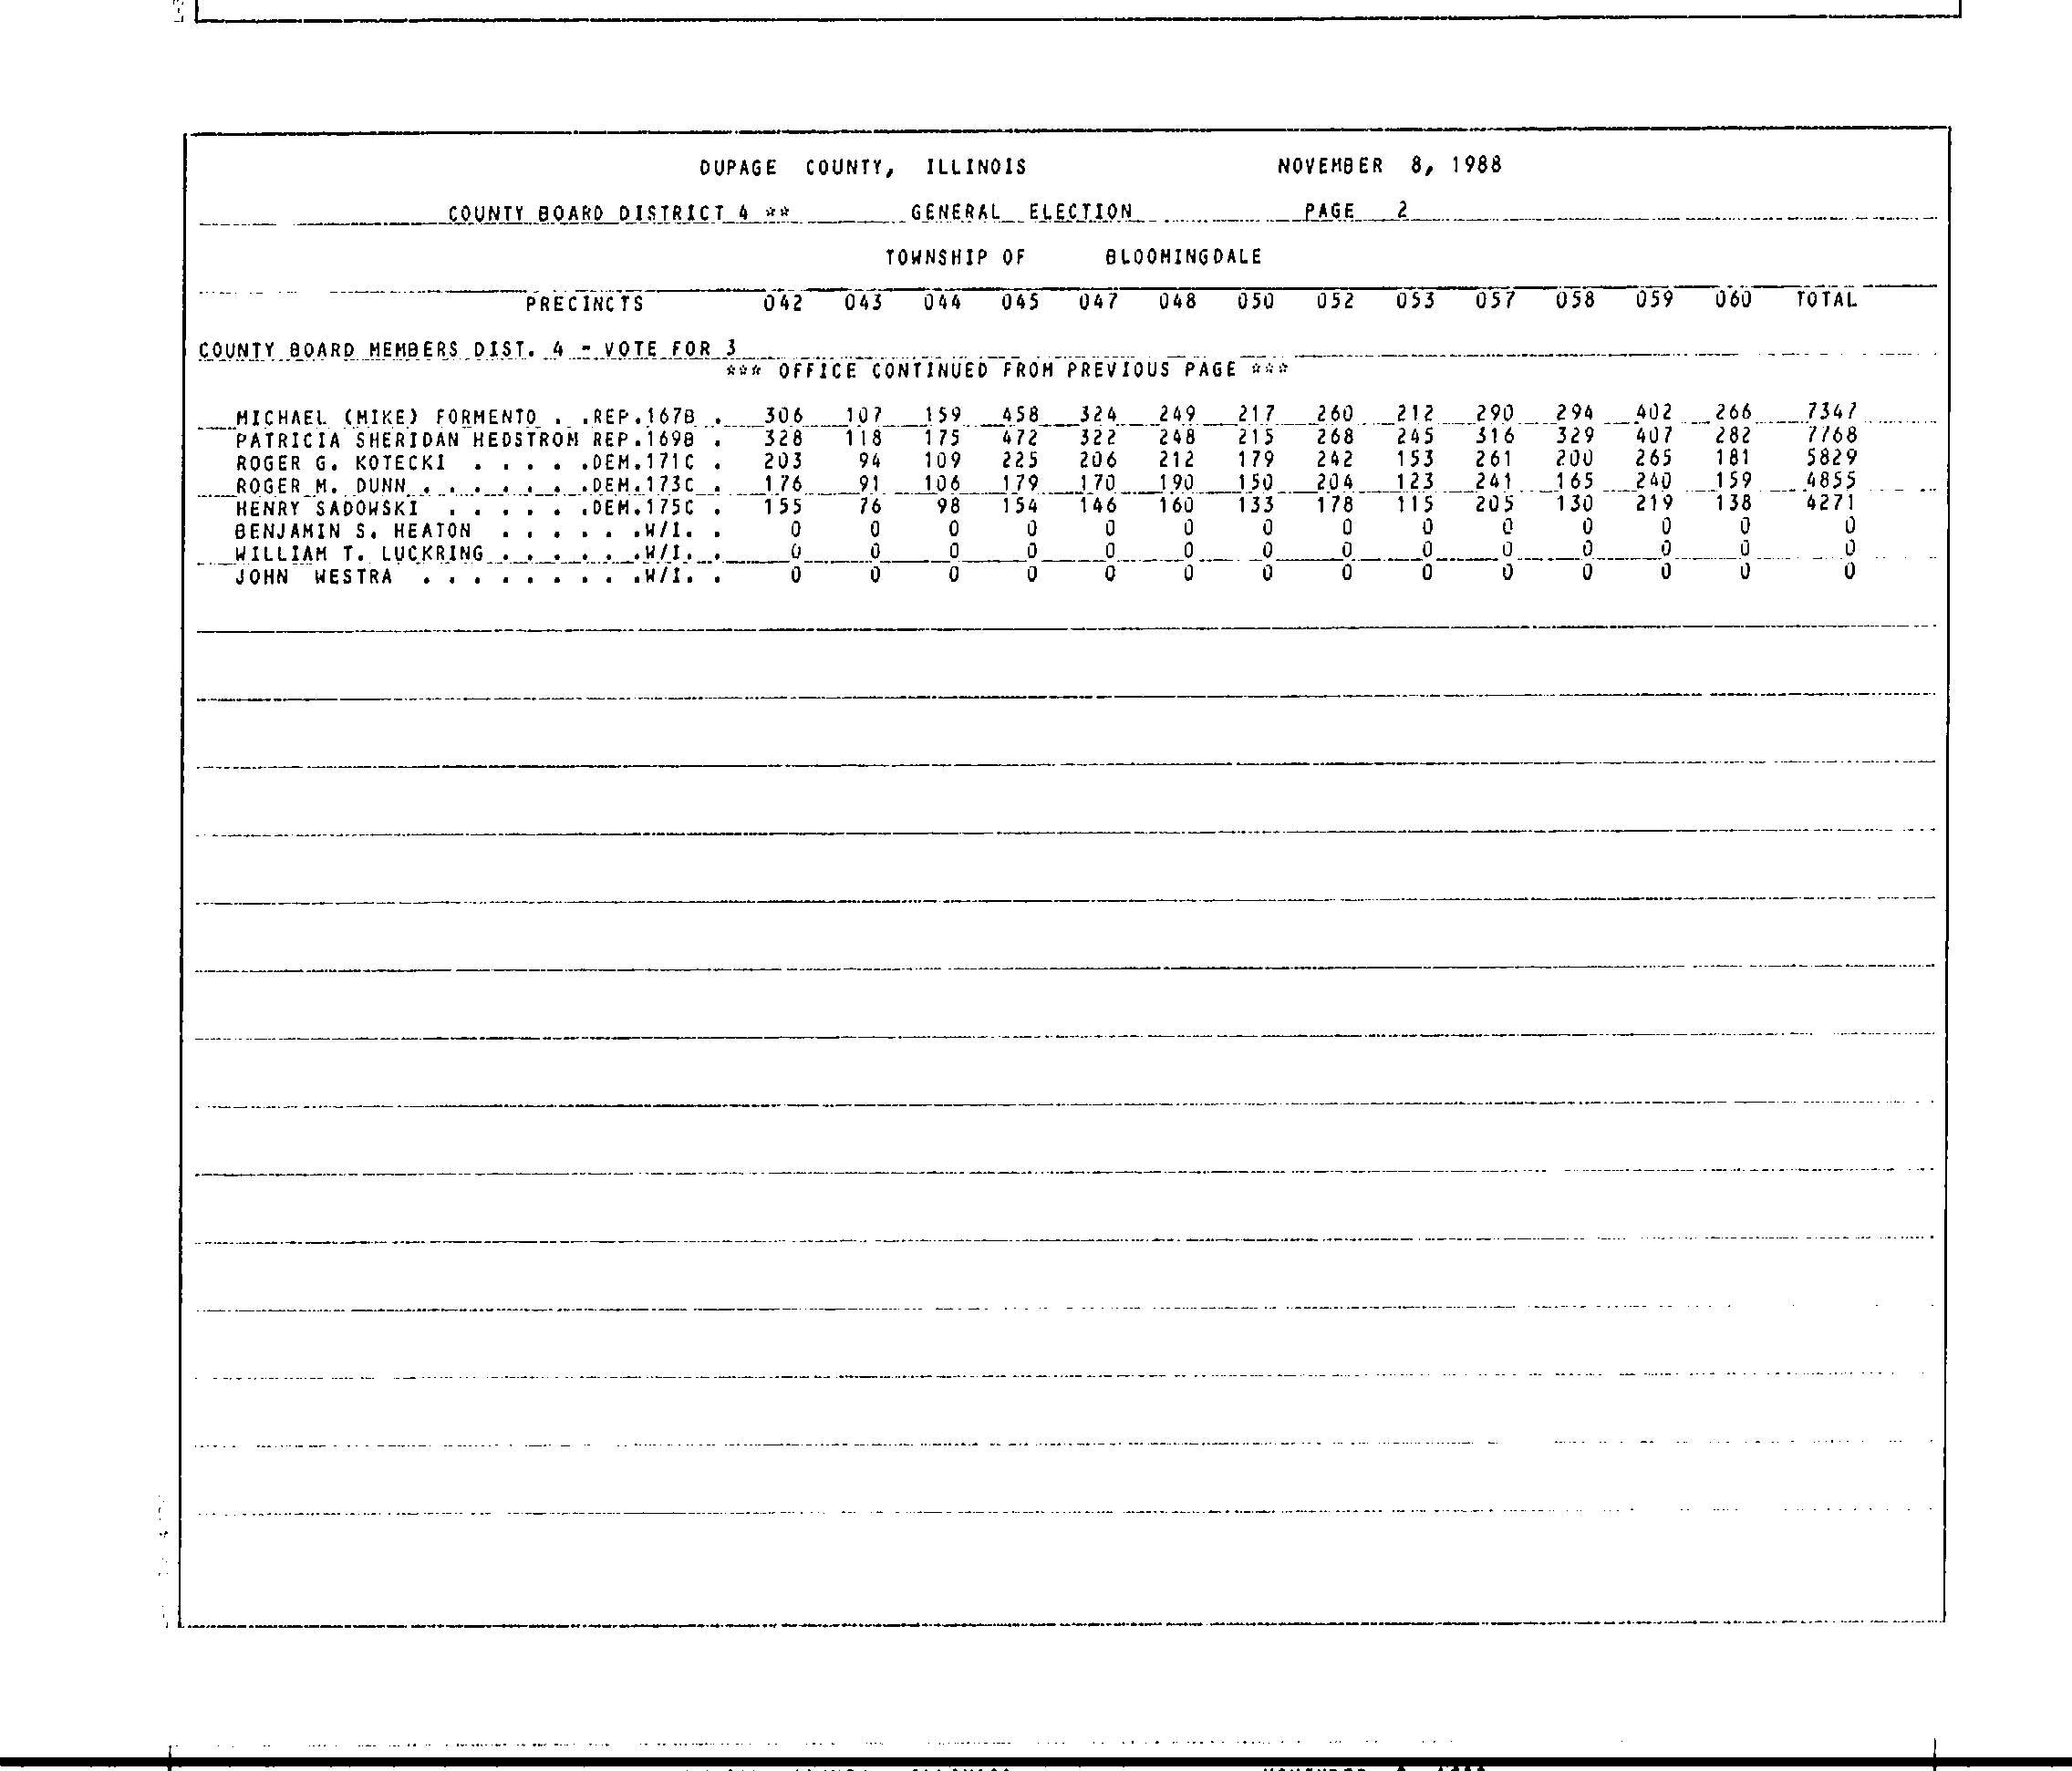 DUPAGE COUNTY, ILLINOIS NOVEMBER 8, 1988
COUNTY BOARD DISTRICT 4 ** GENERAL ELECTION PAGE 2
TOWNSHIP OF BLOOMINGDALE
PRECINCTS 042 043 044 045 047 048 050 052 053 057 058 059 060 TOTAL
COUNTY BOARD MEMBERS DIST. 4 - VOTE FOR 3
*** OFFICE CONTINUED FROM PREVIOUS PAGE ***
MICHAEL (MIKE) FORMENTO . .REP.167B . 306 107 159 458 324 249 217 260 212 290 294 402 266 7347
PATRICIA SHERIDAN HEDSTROM REP.169B . 328 118 175 472 322 248 215 268 245 316 329 407 282 7768
ROGER G. KOTECKI . . . . .DEM.171C . 203 94 109 225 206 212 179 242 153 261 200 265 181 5829
ROGER M. DUNN . . . . . . .DEM.173C . 176 91 106 179 170 190 150 204 123 241 165 240 159 4855
HENRY SADOWSKI . . . . . .DEM.175C . 155 76 98 154 146 160 133 178 115 205 130 219 138 4271
BENJAMIN S. HEATON . . . . . .W/I. . 0 0 0 0 0 0 0 0 0 0 0 0 0 0
WILLIAM T. LUCKRING . . . . . .W/I. . 0 0 0 0 0 0 0 0 0 0 0 0 0 0
JOHN WESTRA . . . . . . . . .W/I. . 0 0 0 0 0 0 0 0 0 0 0 0 0 0